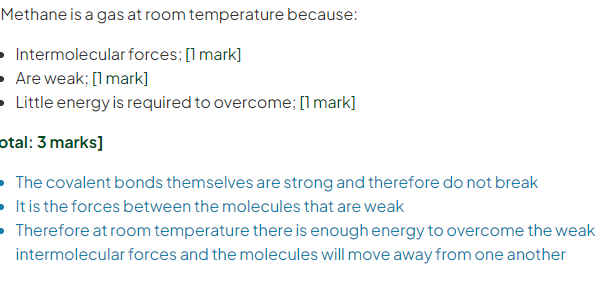 Methane is a gas at room temperature because:
• Intermolecular forces; [1 mark]
• Are weak; [1 mark]
• Little energy is required to overcome; [1 mark]
otal: 3 marks]
• The covalent bonds themselves are strong and therefore do not break
• It is the forces between the molecules that are weak
• Therefore at room temperature there is enough energy to overcome the weak
intermolecular forces and the molecules will move away from one another